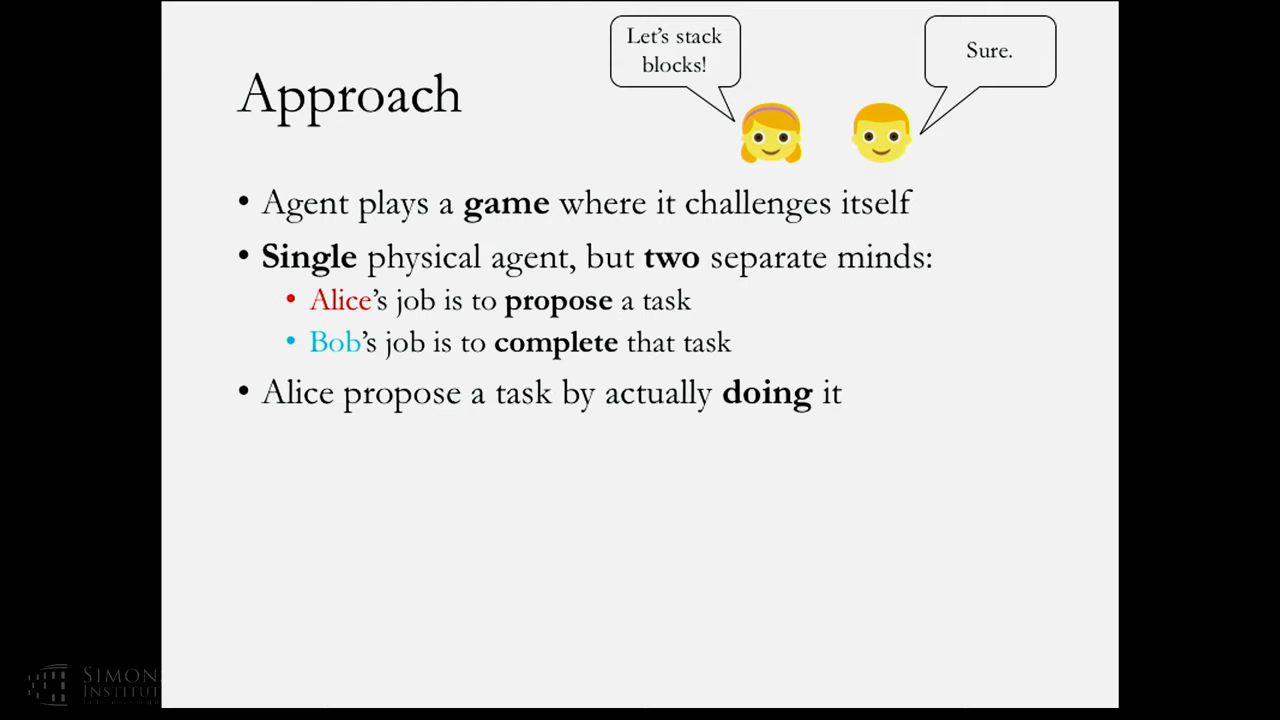 Let's stack
blocks!
Sure.
Approach
• Agent plays a game where it challenges itself
• Single physical agent, but two separate minds:
• Alice's job is to propose a task
• Bob's job is to complete that task
• Alice propose a task by actually doing it